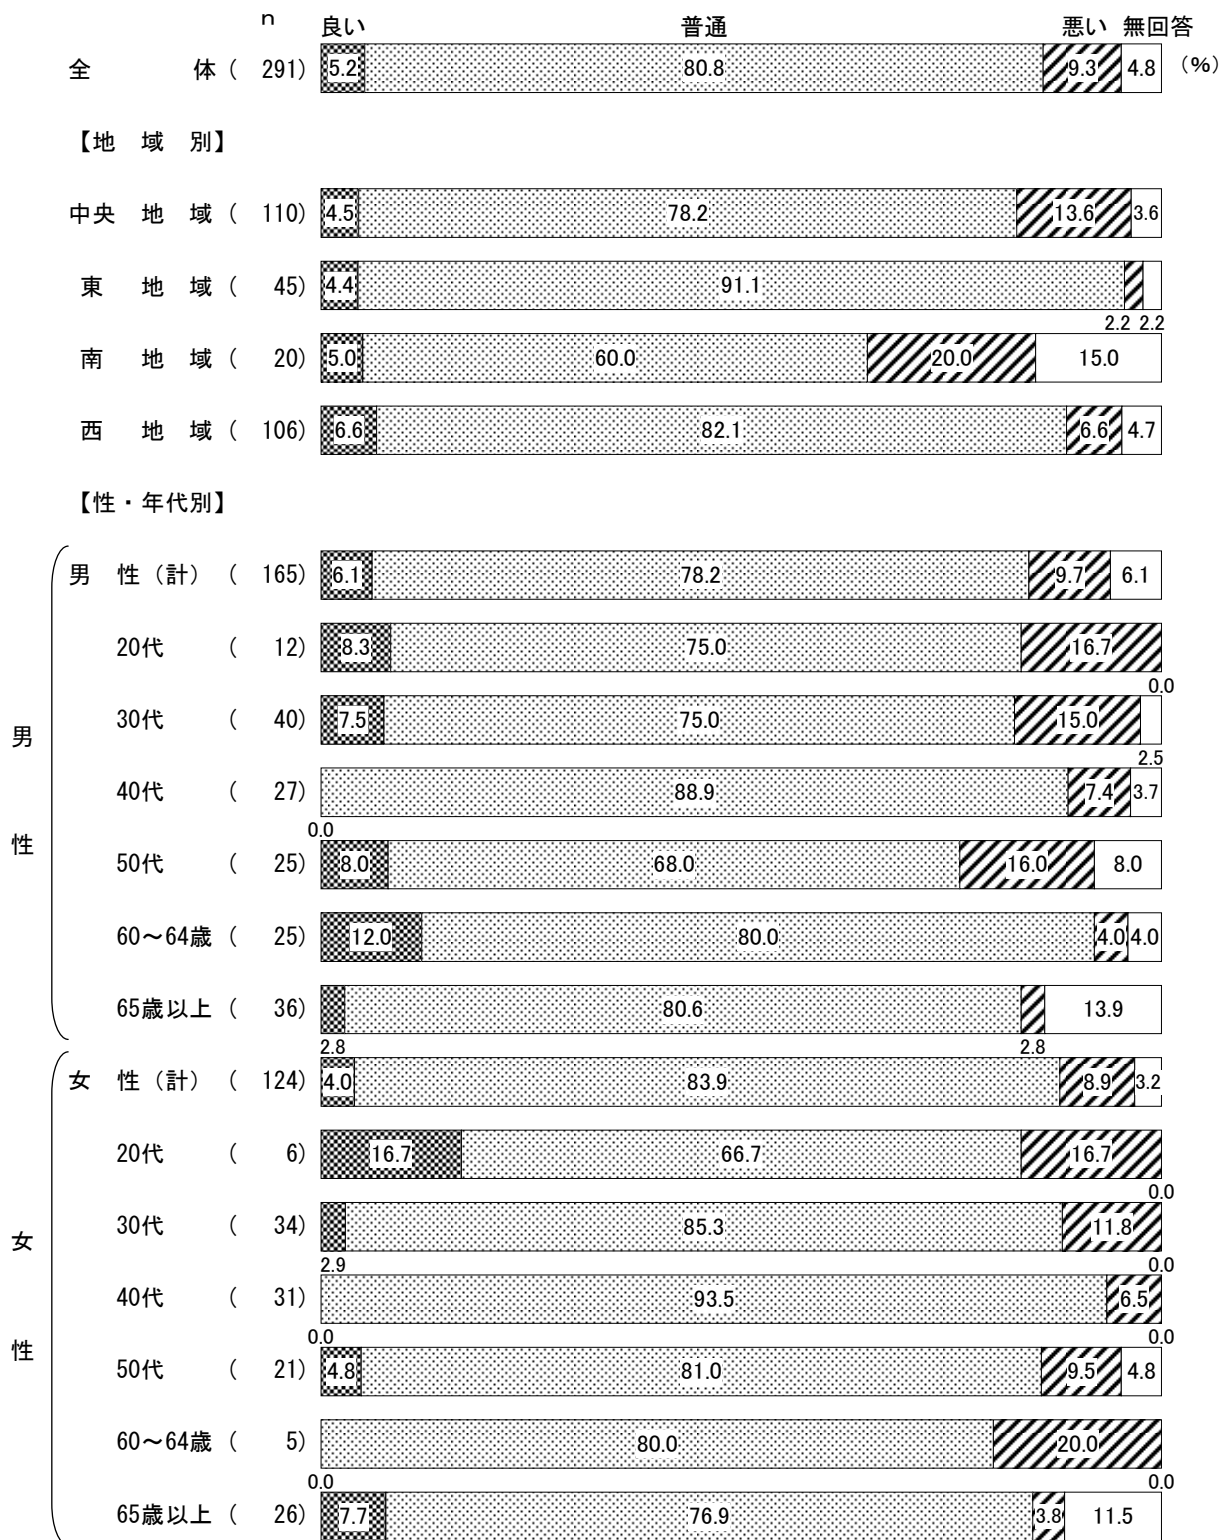 n 良い 普通 悪い 無回答
全体( 291) 5.2 80.8 9.3 4.8 (%)
【地域別】
中央地域( 110) 4.5 78.2 13.6 3.6
東地域( 45) 4.4 91.1
2.2 2.2
南地域( 20) 5.0 60.0 20.0 15.0
西地域( 106) 6.6 82.1 6.6 4.7
【性・年代別】
男性(計)( 165) 6.1 78.2 9.7 6.1
20代( 12) 8.3 75.0 16.7
0.0
30代( 40) 7.5 75.0 15.0
男
2.5
40代( 27) 88.9 7.4 3.7
0.0
性
50代( 25) 8.0 68.0 16.0 8.0
60～64歳( 25) 12.0 80.0 4.0 4.0
65歳以上( 36) 80.6 13.9
2.8 2.8
女性(計)( 124) 4.0 83.9 8.9 3.2
20代( 6) 16.7 66.7 16.7
0.0
30代( 34) 85.3 11.8
女
2.9 0.0
40代( 31) 93.5 6.5
0.0 0.0
性
50代( 21) 4.8 81.0 9.5 4.8
60～64歳( 5) 80.0 20.0
0.0 0.0
65歳以上( 26) 7.7 76.9 3.8 11.5